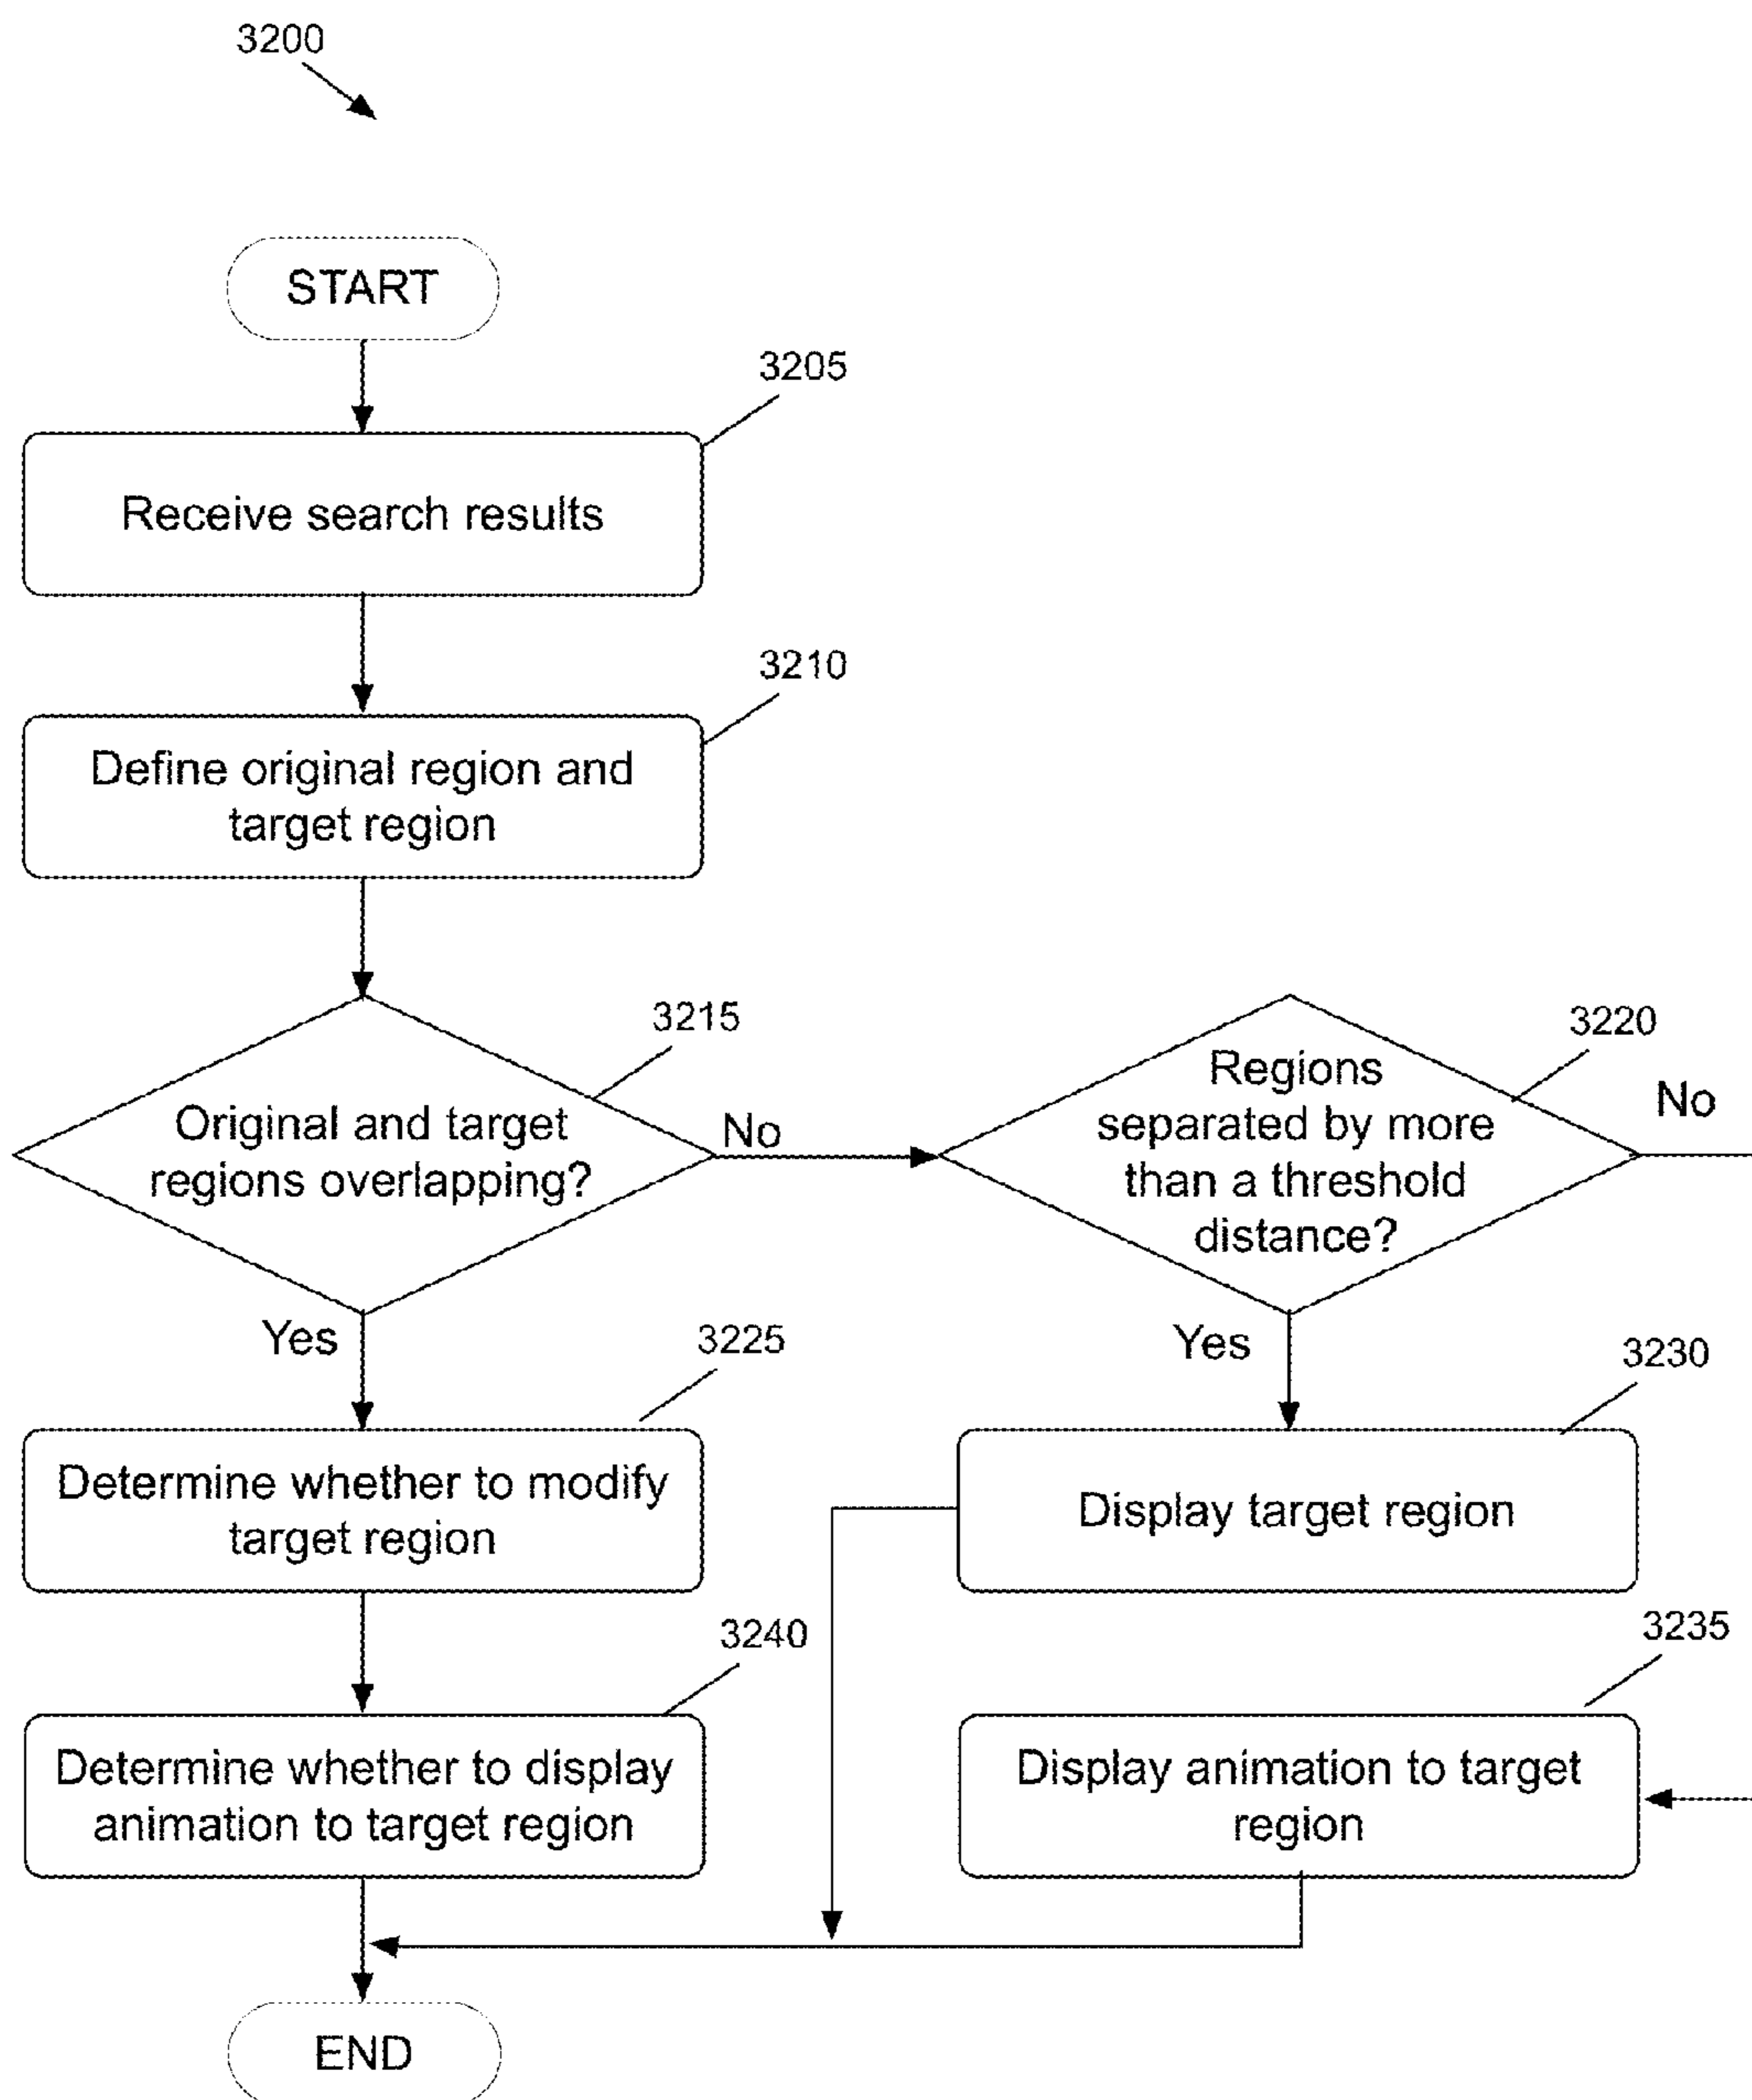 3200
START
3205
Receive search results
3210
Define original region and
target region
3215
Original and target
regions overlapping?
No
3220
Regions
separated by more
than a threshold
distance?
No
Yes
3225
Determine whether to modify
target region
Yes
3230
Display target region
3240
Determine whether to display
animation to target region
3235
Display animation to target
region
END